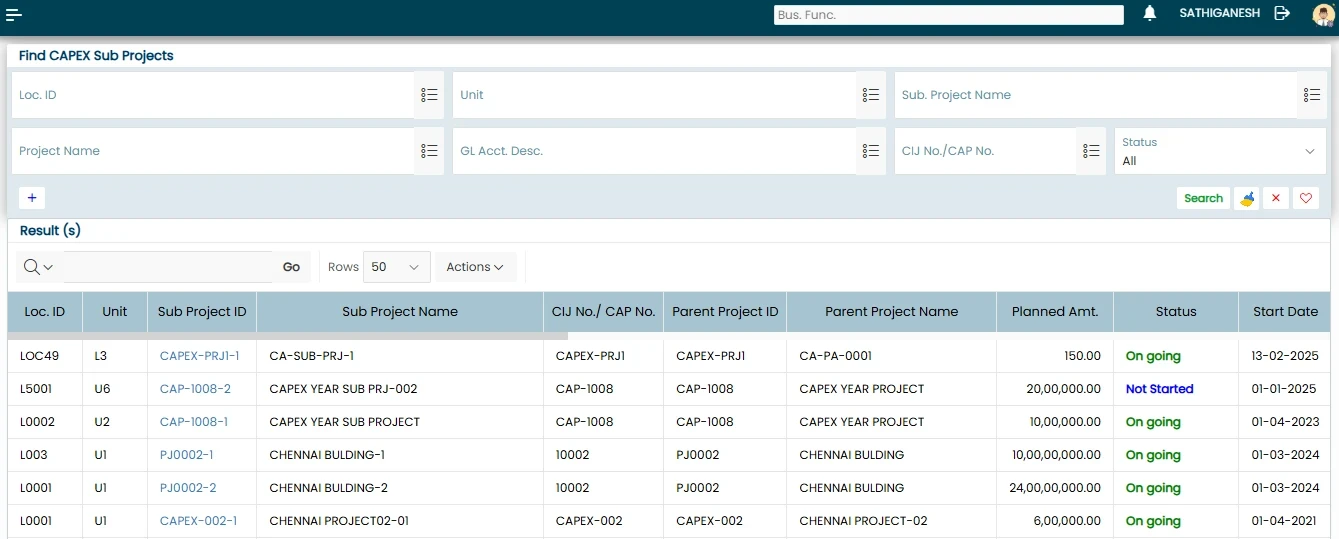 Bus. Func. SATHIGANESH
Find CAPEX Sub Projects
Loc. ID Unit Sub. Project Name
Project Name GL Acct. Desc. CIJ No./CAP No. Status
All
+ Search
Result (s)
Go Rows 50 Actions
Loc. ID Unit Sub Project ID Sub Project Name CIJ No./ CAP No. Parent Project ID Parent Project Name Planned Amt. Status Start Date
LOC49 L3 CAPEX-PRJ1-1 CA-SUB-PRJ-1 CAPEX-PRJ1 CAPEX-PRJ1 CA-PA-0001 150.00 On going 13-02-2025
L5001 U6 CAP-1008-2 CAPEX YEAR SUB PRJ-002 CAP-1008 CAP-1008 CAPEX YEAR PROJECT 20,00,000.00 Not Started 01-01-2025
L0002 U2 CAP-1008-1 CAPEX YEAR SUB PROJECT CAP-1008 CAP-1008 CAPEX YEAR PROJECT 10,00,000.00 On going 01-04-2023
L003 U1 PJ0002-1 CHENNAI BULDING-1 10002 PJ0002 CHENNAI BULDING 10,00,00,000.00 On going 01-03-2024
L0001 U1 PJ0002-2 CHENNAI BULDING-2 10002 PJ0002 CHENNAI BULDING 24,00,00,000.00 On going 01-03-2024
L0001 U1 CAPEX-002-1 CHENNAI PROJECT02-01 CAPEX-002 CAPEX-002 CHENNAI PROJECT-02 6,00,000.00 On going 01-04-2021